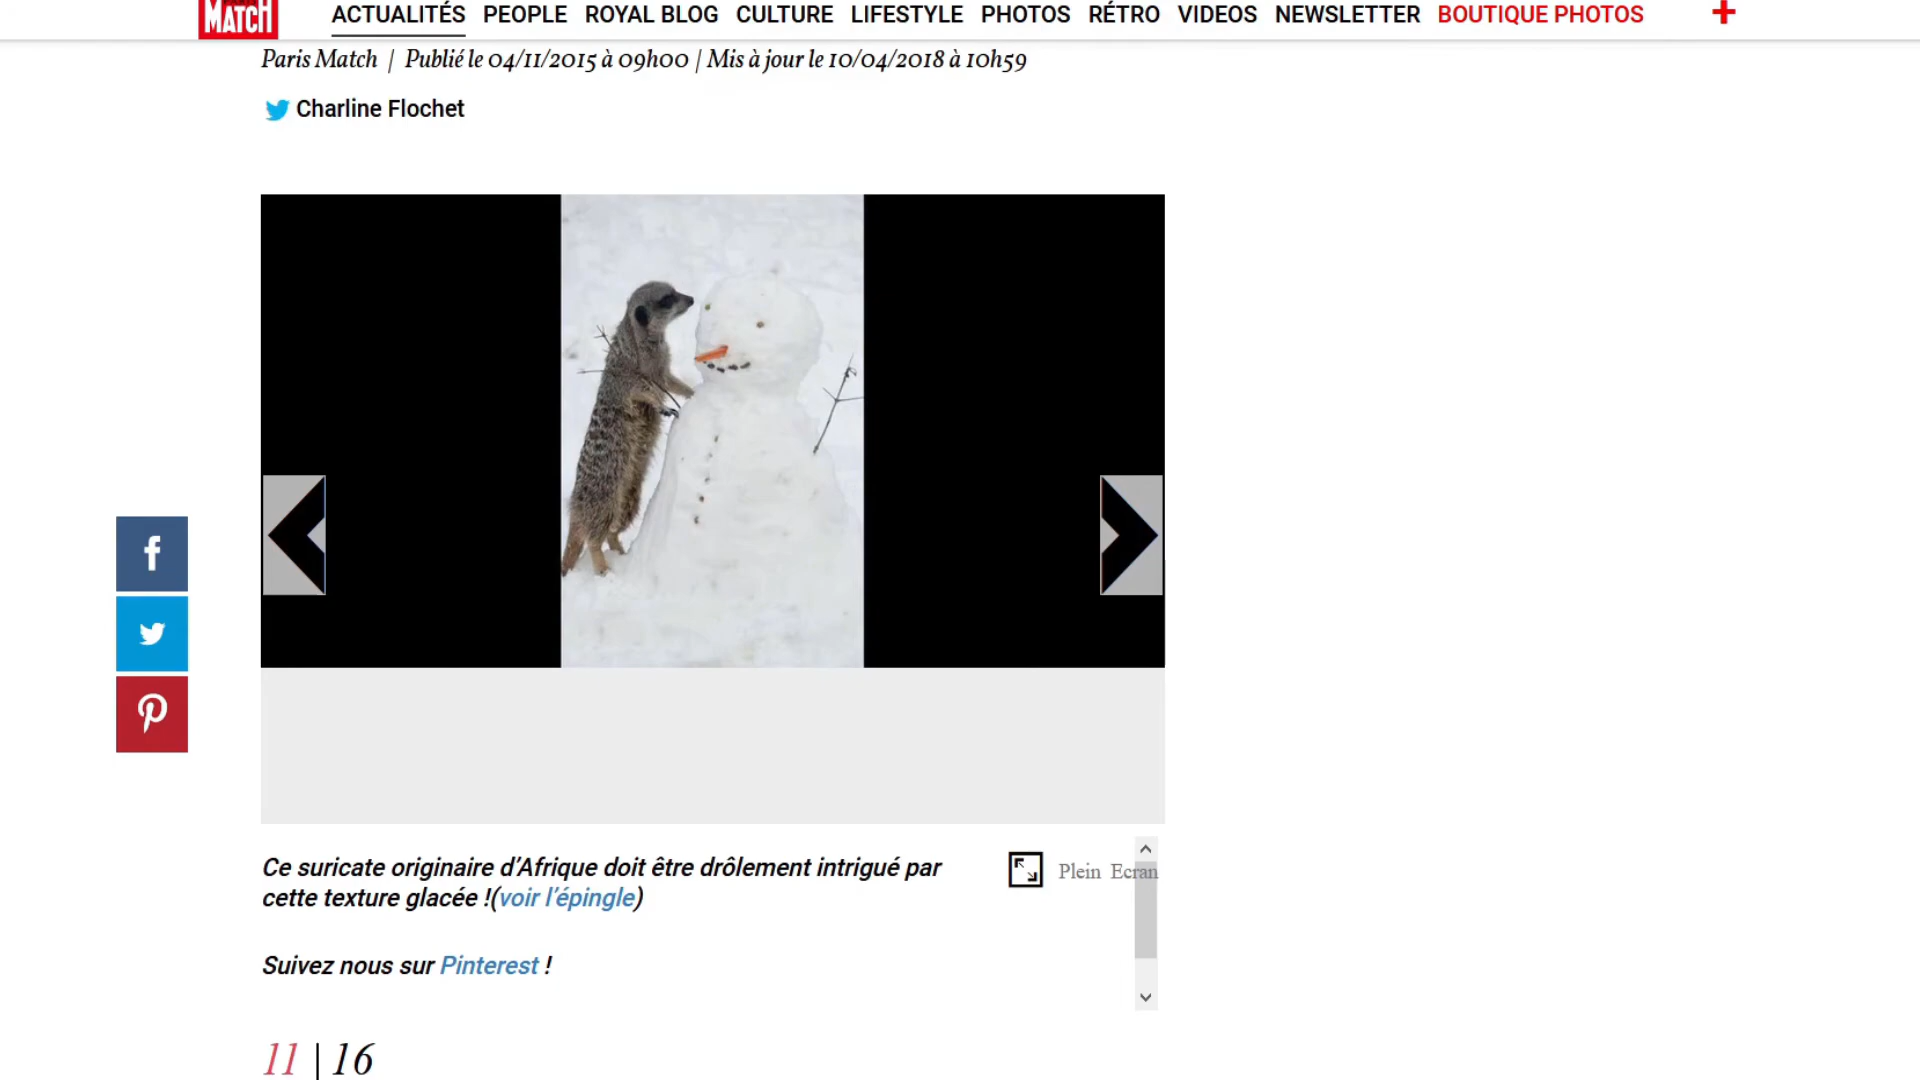 PARIS
MATCH
ACTUALITÉS PEOPLE ROYAL BLOG CULTURE LIFESTYLE PHOTOS RÉTRO VIDEOS NEWSLETTER BOUTIQUE PHOTOS +
Paris Match | Publié le 04/11/2015 à 09h00 | Mis à jour le 10/04/2018 à 10h59
Charline Flochet
Ce suricate originaire d'Afrique doit être drôlement intrigué par
cette texture glacée !(voir l'épingle)
Plein Ecran
Suivez nous sur Pinterest !
11 | 16